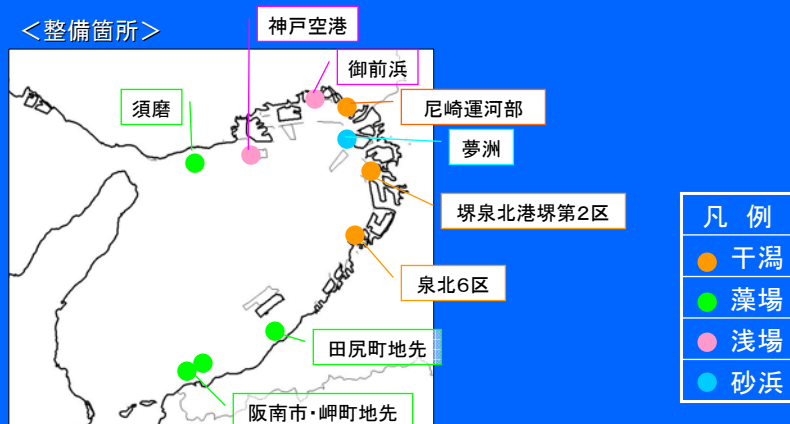 ＜整備箇所＞
神戸空港
御前浜
須磨
尼崎運河部
夢洲
堺泉北港堺第2区
泉北6区
田尻町地先
阪南市・岬町地先
凡 例
干潟
藻場
浅場
砂浜